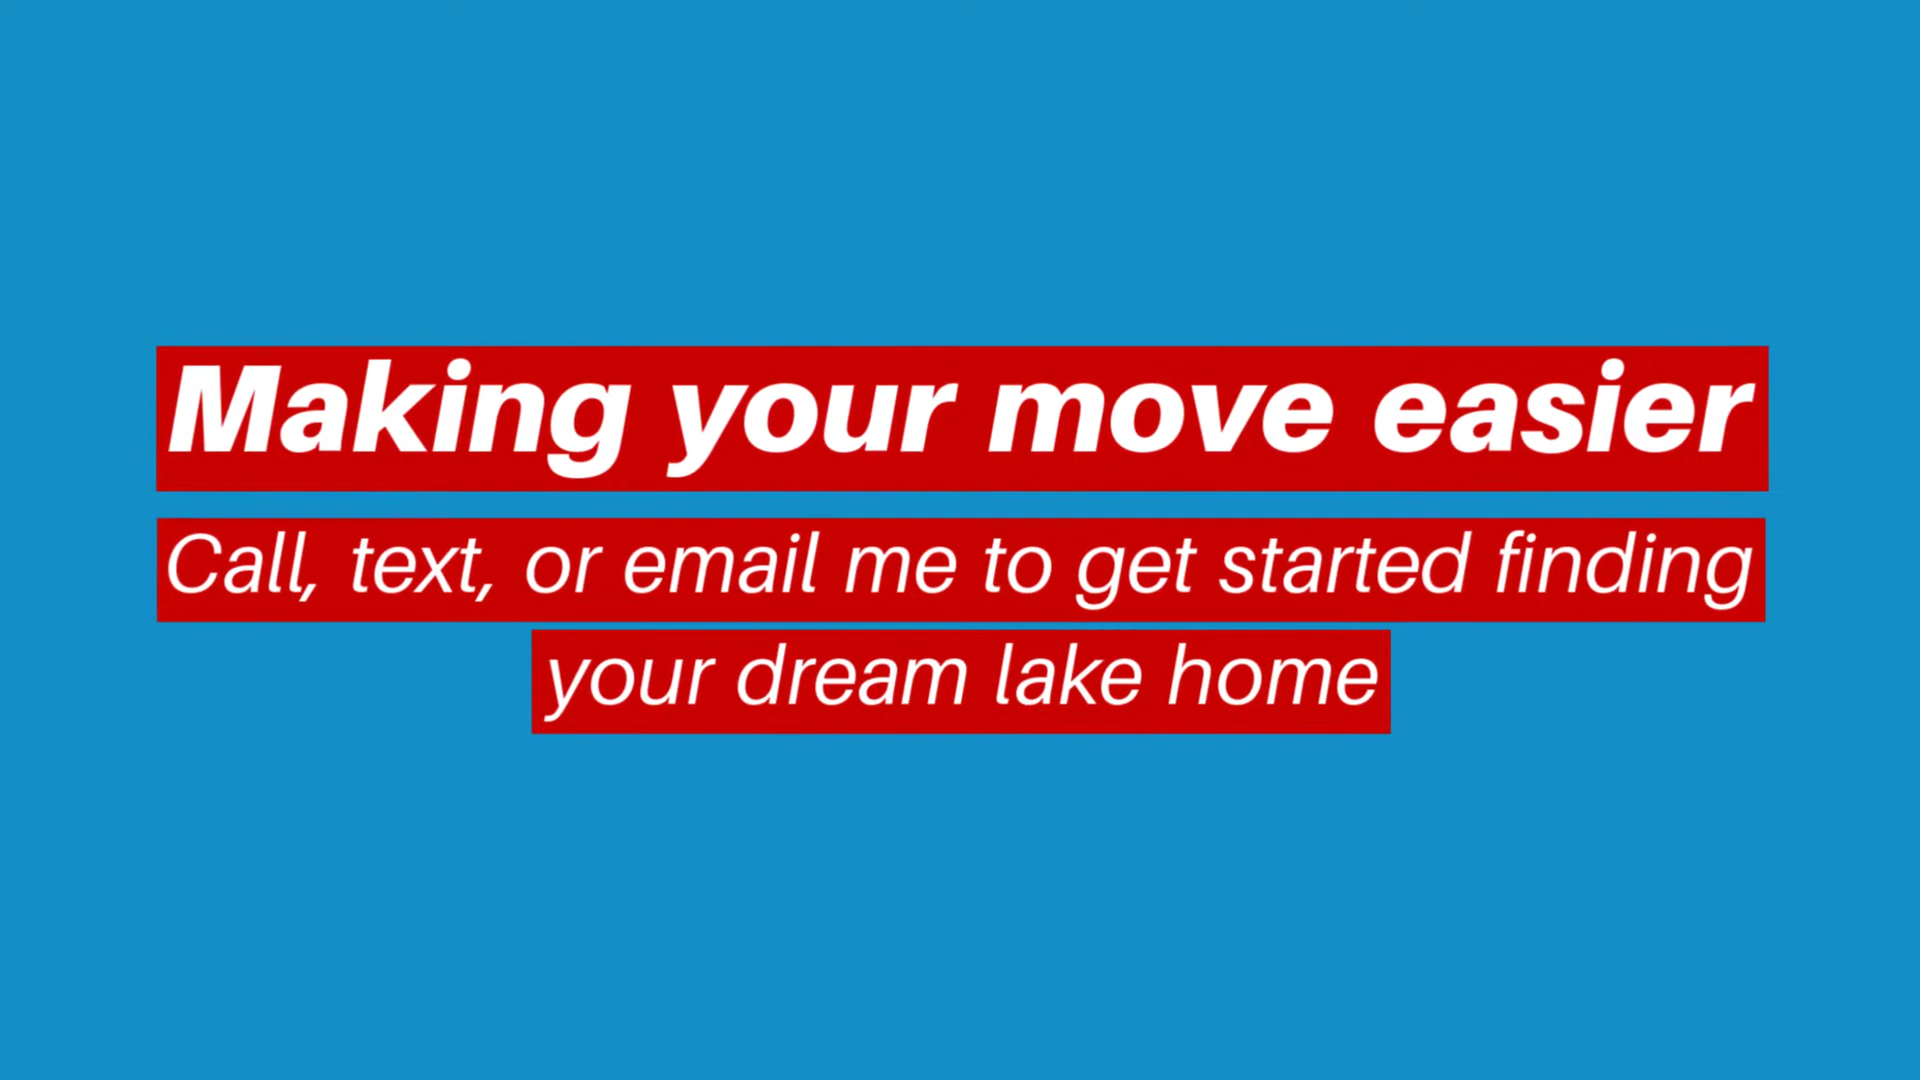 Making your move easier
Call, text, or email me to get started finding
your dream lake home